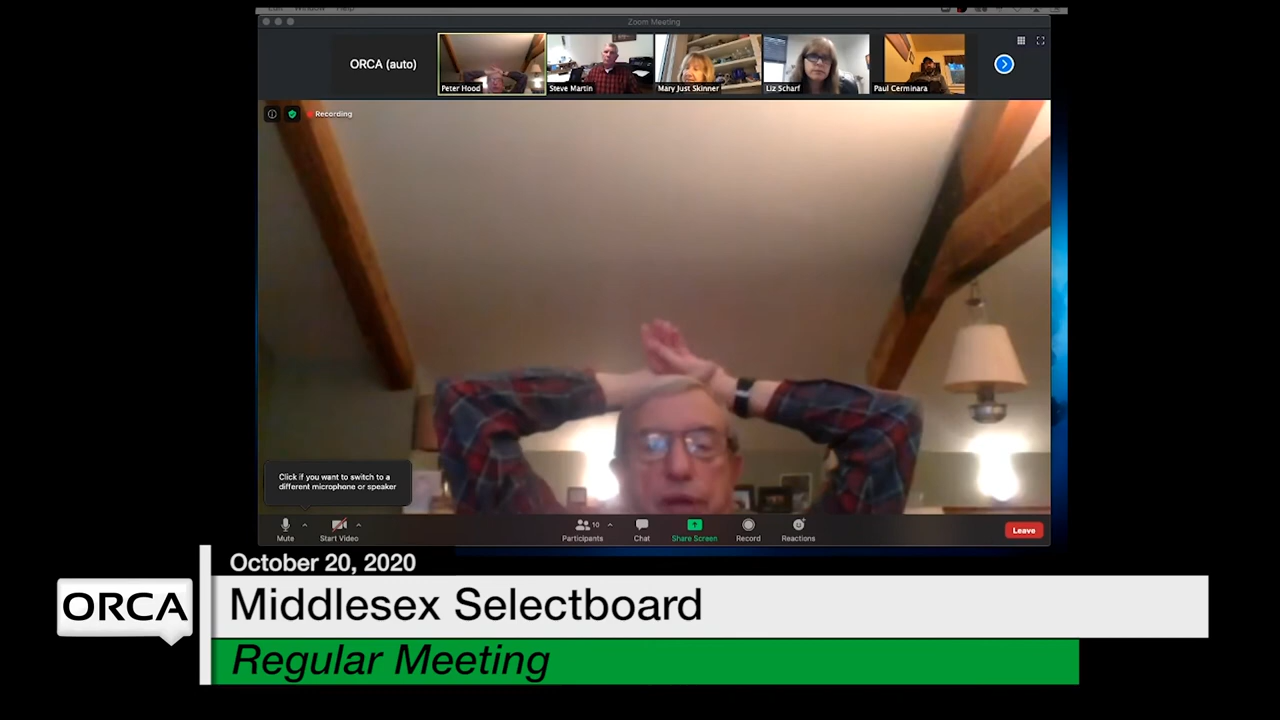 Zoom Meeting
ORCA (auto)
Peter Hood
Steve Martin
Mary Just Skinner
Liz Scharf
Paul Cerminara
Recording
Click if you want to switch to a
different microphone or speaker
Mute
Start Video
10
Participants
Chat
Share Screen
Record
Reactions
Leave
October 20, 2020
ORCA
Middlesex Selectboard
Regular Meeting